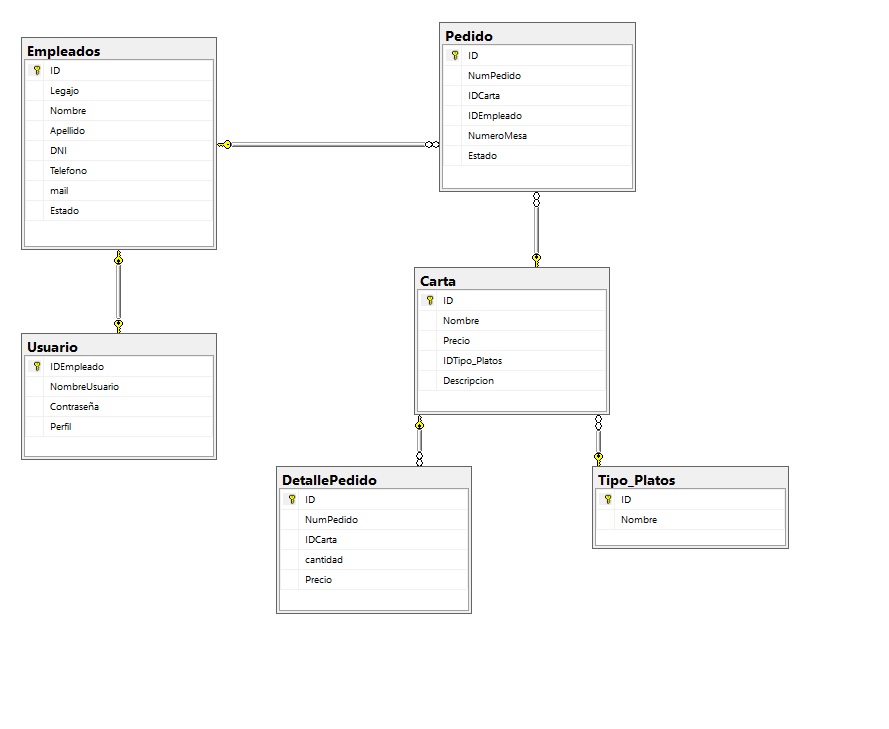 Empleados
ID
Legajo
Nombre
Apellido
DNI
Telefono
mail
Estado
Pedido
ID
NumPedido
IDCarta
IDEmpleado
NumeroMesa
Estado
Usuario
IDEmpleado
NombreUsuario
Contraseña
Perfil
Carta
ID
Nombre
Precio
IDTipo_Platos
Descripcion
DetallePedido
ID
NumPedido
IDCarta
cantidad
Precio
Tipo_Platos
ID
Nombre